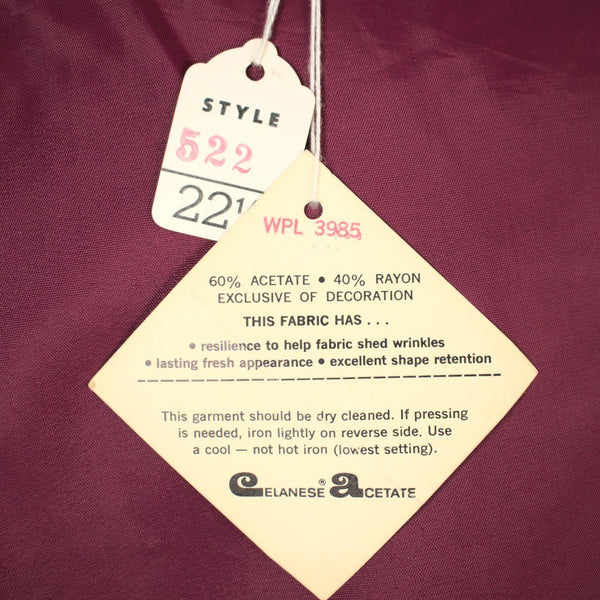 STYLE
522
22½
WPL 3985
60% ACETATE • 40% RAYON
EXCLUSIVE OF DECORATION
THIS FABRIC HAS . . .
• resilience to help fabric shed wrinkles
• lasting fresh appearance • excellent shape retention
This garment should be dry cleaned. If pressing
is needed, iron lightly on reverse side. Use
a cool — not hot iron (lowest setting).
CELANESE® ACETATE